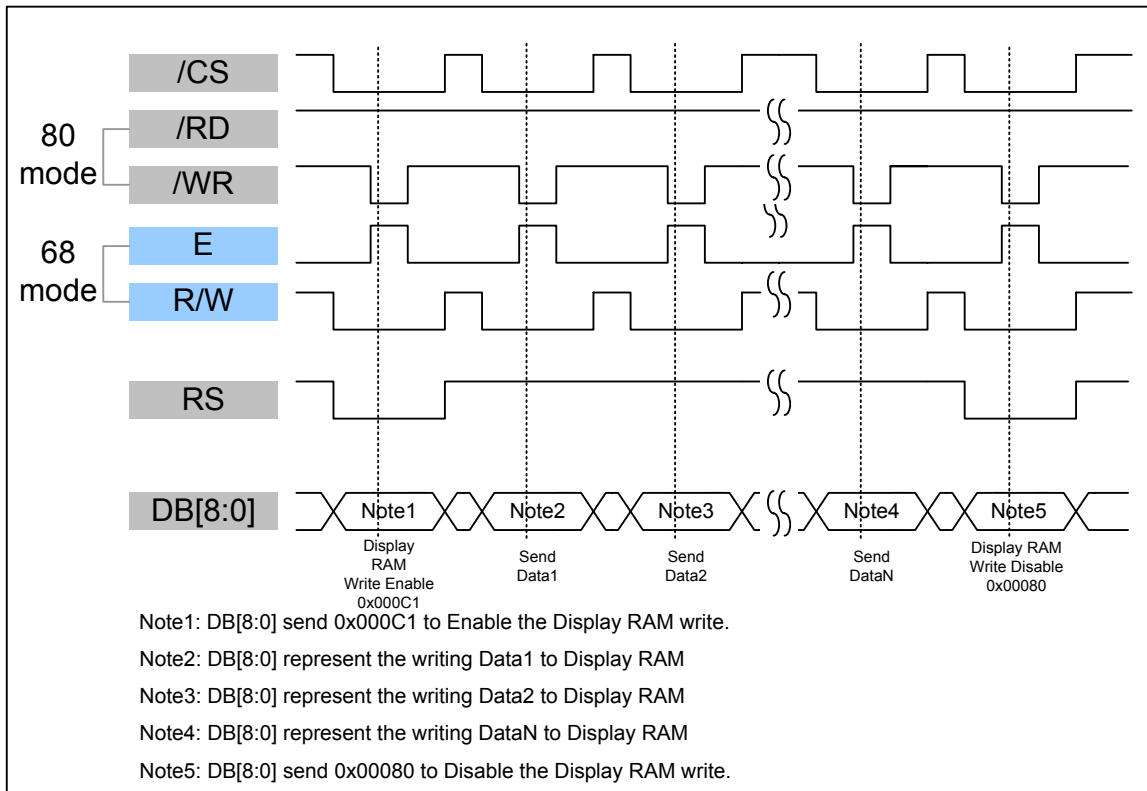 /CS
80
mode
/RD
/WR
68
mode
E
R/W
RS
DB[8:0]
Note1
Note2
Note3
Note4
Note5
Display
RAM
Write Enable
0x000C1
Send
Data1
Send
Data2
Send
DataN
Display RAM
Write Disable
0x00080
Note1: DB[8:0] send 0x000C1 to Enable the Display RAM write.
Note2: DB[8:0] represent the writing Data1 to Display RAM
Note3: DB[8:0] represent the writing Data2 to Display RAM
Note4: DB[8:0] represent the writing DataN to Display RAM
Note5: DB[8:0] send 0x00080 to Disable the Display RAM write.